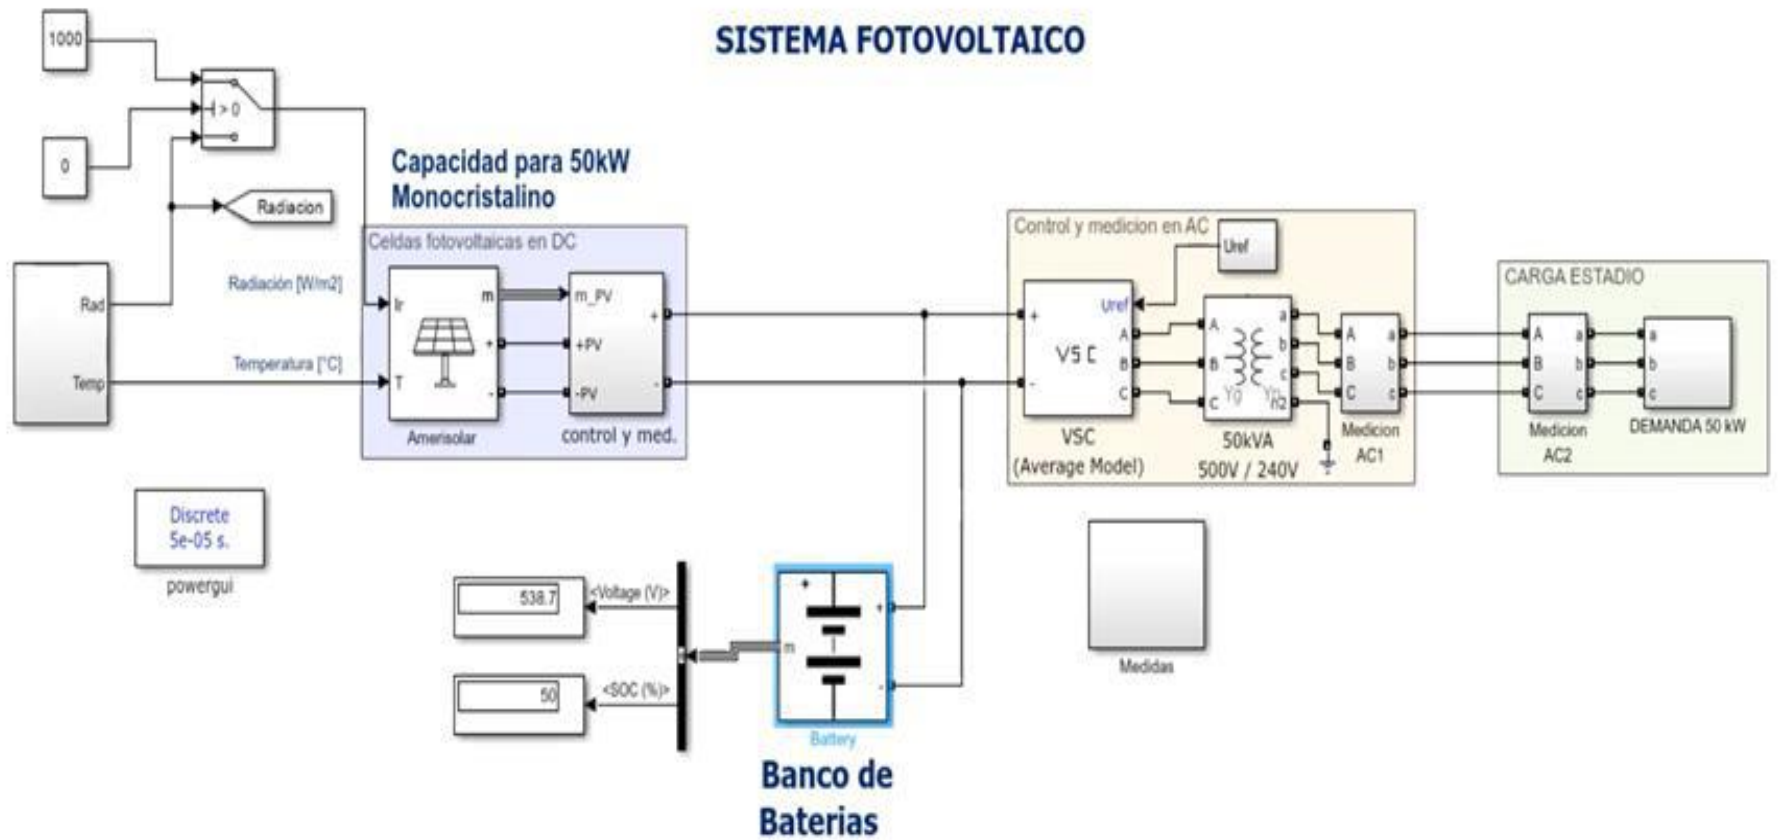 SISTEMA FOTOVOLTAICO
1000
> 0
0
Radiacion
Capacidad para 50kW
Monocristalino
Celdas fotovoltaicas en DC
Radiación [W/m2]
Rad
Temperatura [°C]
Temp
Ir
T
m
+
-
Amerisolar
m_PV
+PV
-PV
+
-
control y med.
Control y medicion en AC
Uref
Uref
+
-
VSC
A
B
C
VSC
(Average Model)
A
B
C
a
b
c
n2
Yg
50kVA
500V / 240V
A
B
C
a
b
c
Medicion
AC1
CARGA ESTADIO
A
B
C
a
b
c
Medicion
AC2
a
b
c
DEMANDA 50 kW
Discrete
5e-05 s.
powergui
538.7
<Voltage (V)>
50
<SOC (%)>
+
m
+
-
Battery
Banco de
Baterias
Medidas